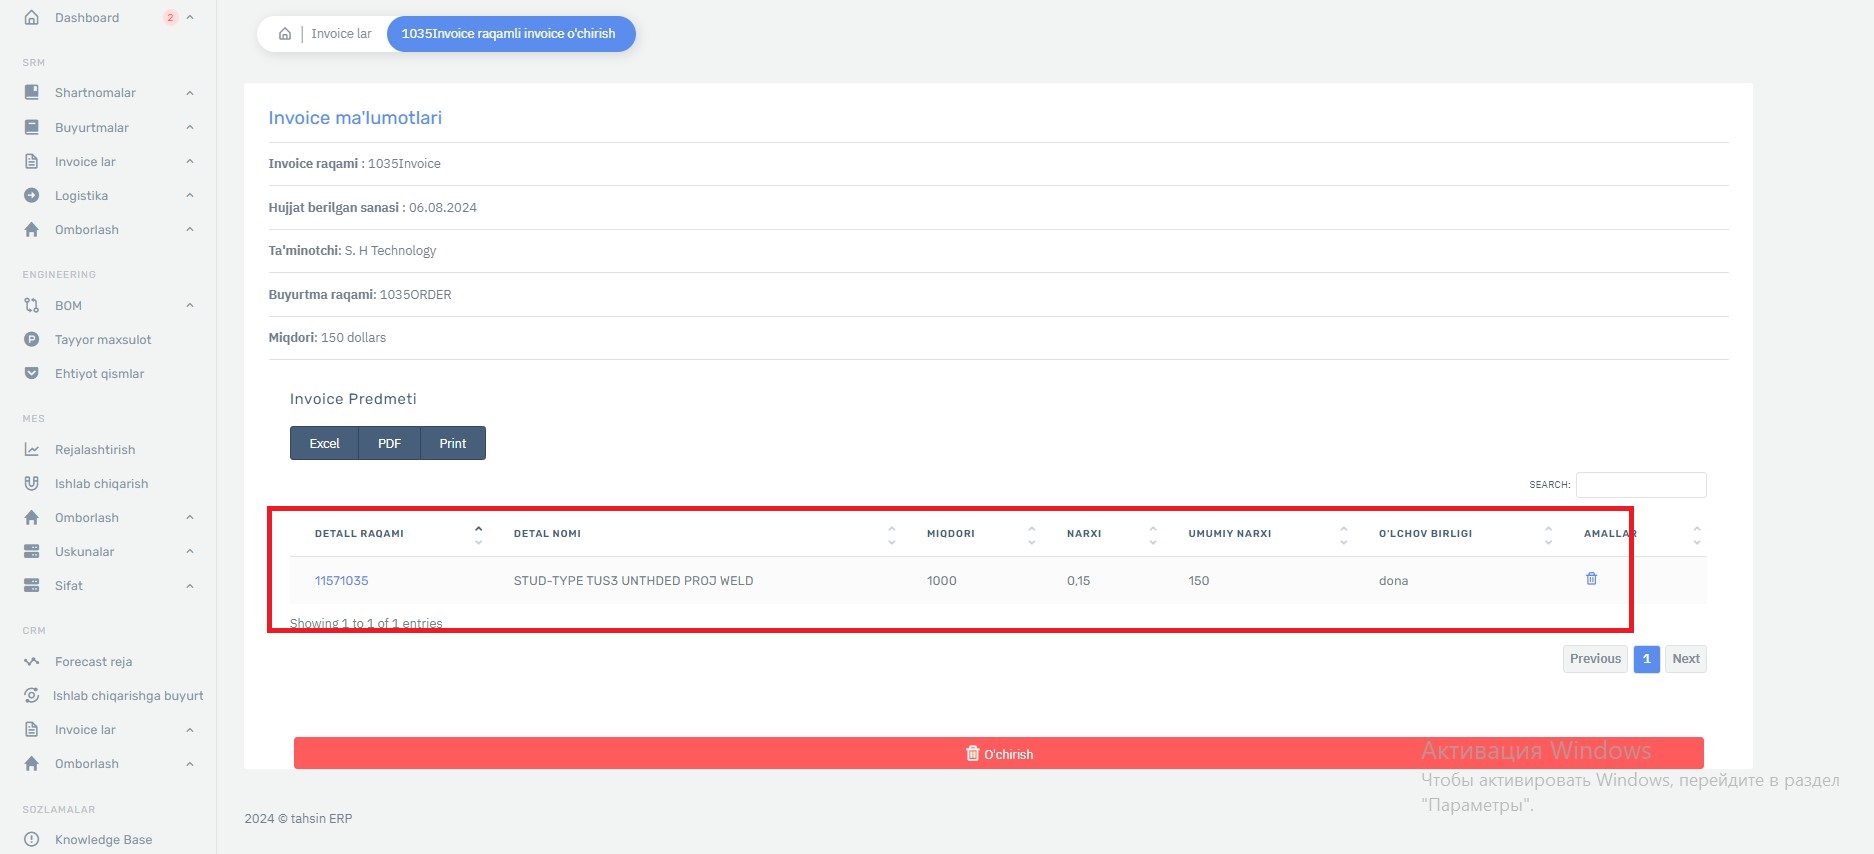 Dashboard 2
SRM
Shartnomalar
Buyurtmalar
Invoice lar
Logistika
Omborlash
ENGINEERING
BOM
Tayyor maxsulot
Ehtiyot qismlar
MES
Rejalashtirish
Ishlab chiqarish
Omborlash
Uskunalar
Sifat
CRM
Forecast reja
Ishlab chiqarishga buyurt
Invoice lar
Omborlash
SOZLAMALAR
Knowledge Base
| Invoice lar 1035Invoice raqamli invoice o'chirish
Invoice ma'lumotlari
Invoice raqami : 1035Invoice
Hujjat berilgan sanasi : 06.08.2024
Ta'minotchi: S. H Technology
Buyurtma raqami: 1035ORDER
Miqdori: 150 dollars
Invoice Predmeti
Excel PDF Print
SEARCH:
DETALL RAQAMI DETAL NOMI MIQDORI NARXI UMUMIY NARXI O'LCHOV BIRLIGI AMALLAR
11571035 STUD-TYPE TUS3 UNTHDED PROJ WELD 1000 0,15 150 dona
Showing 1 to 1 of 1 entries
Previous 1 Next
O'chirish
Активация Windows
Чтобы активировать Windows, перейдите в раздел
"Параметры".
2024 © tahsin ERP